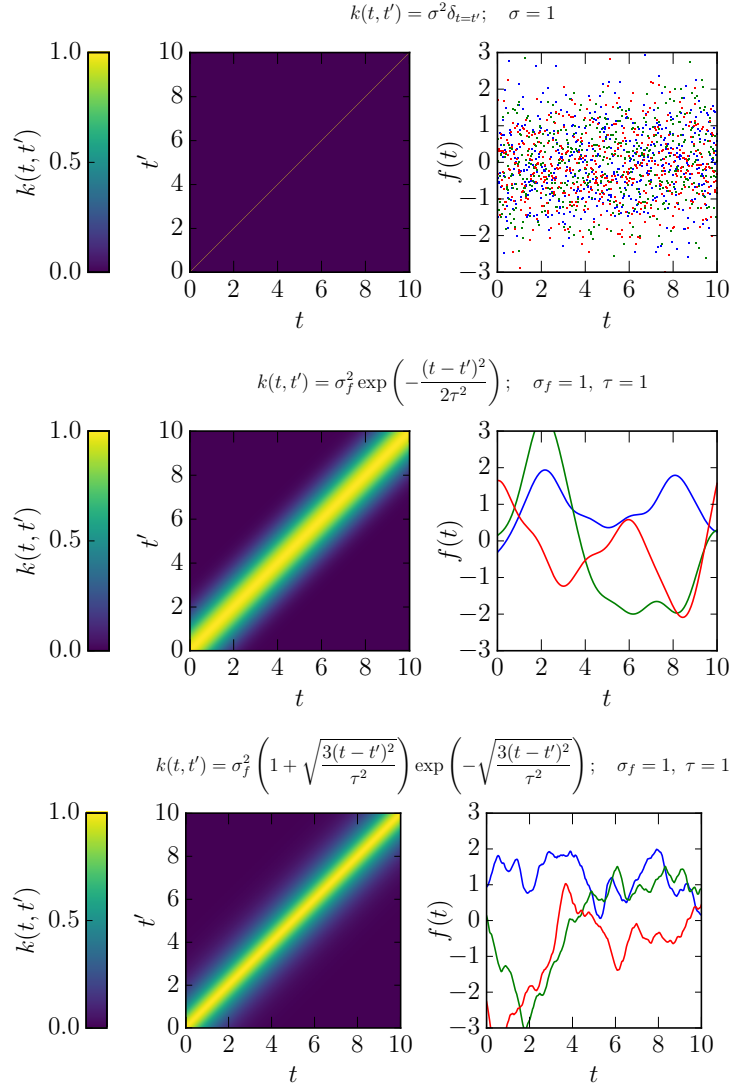 k(t, t′) = σ²δ_{t=t′};    σ = 1
k(t, t′)
1.0
0.5
0.0
t′
10
8
6
4
2
0
0 2 4 6 8 10
t
f(t)
3
2
1
0
−1
−2
−3
0 2 4 6 8 10
t
k(t, t′) = σ_f² exp(−(t − t′)²/2τ²);    σ_f = 1, τ = 1
k(t, t′)
1.0
0.5
0.0
t′
10
8
6
4
2
0
0 2 4 6 8 10
t
f(t)
3
2
1
0
−1
−2
−3
0 2 4 6 8 10
t
k(t, t′) = σ_f² (1 + √(3(t − t′)²/τ²)) exp(−√(3(t − t′)²/τ²));    σ_f = 1, τ = 1
k(t, t′)
1.0
0.5
0.0
t′
10
8
6
4
2
0
0 2 4 6 8 10
t
f(t)
3
2
1
0
−1
−2
−3
0 2 4 6 8 10
t